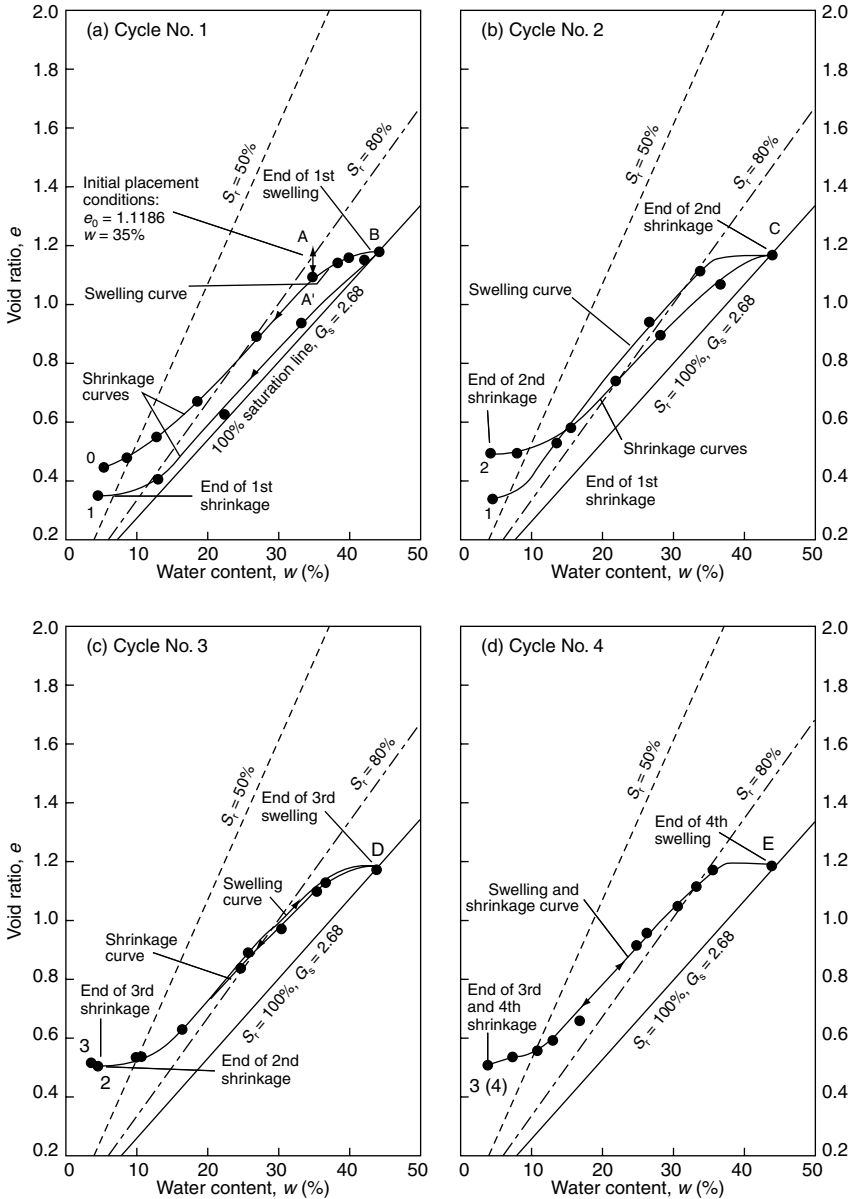 (a) Cycle No. 1
2.0
1.8
1.6
1.4
1.2
1.0
0.8
0.6
0.4
0.2
Void ratio, e
0
10
20
30
40
50
Water content, w (%)
Sr = 50%
Sr = 80%
End of 1st
swelling
Initial placement
conditions:
e0 = 1.1186
w = 35%
A
B
A'
Swelling curve
Shrinkage
curves
100% saturation line, Gs = 2.68
0
1
End of 1st
shrinkage
(b) Cycle No. 2
2.0
1.8
1.6
1.4
1.2
1.0
0.8
0.6
0.4
0.2
0
10
20
30
40
50
Water content, w (%)
Sr = 50%
Sr = 80%
End of 2nd
shrinkage
C
Swelling curve
Sr = 100%, Gs = 2.68
End of 2nd
shrinkage
2
1
Shrinkage curves
End of 1st
shrinkage
(c) Cycle No. 3
2.0
1.8
1.6
1.4
1.2
1.0
0.8
0.6
0.4
0.2
Void ratio, e
0
10
20
30
40
50
Water content, w (%)
Sr = 50%
Sr = 80%
End of 3rd
swelling
D
Swelling
curve
Shrinkage
curve
Sr = 100%, Gs = 2.68
End of 3rd
shrinkage
3
2
End of 2nd
shrinkage
(d) Cycle No. 4
2.0
1.8
1.6
1.4
1.2
1.0
0.8
0.6
0.4
0.2
0
10
20
30
40
50
Water content, w (%)
Sr = 50%
Sr = 80%
End of 4th
swelling
E
Swelling and
shrinkage curve
Sr = 100%, Gs = 2.68
End of 3rd
and 4th
shrinkage
3 (4)